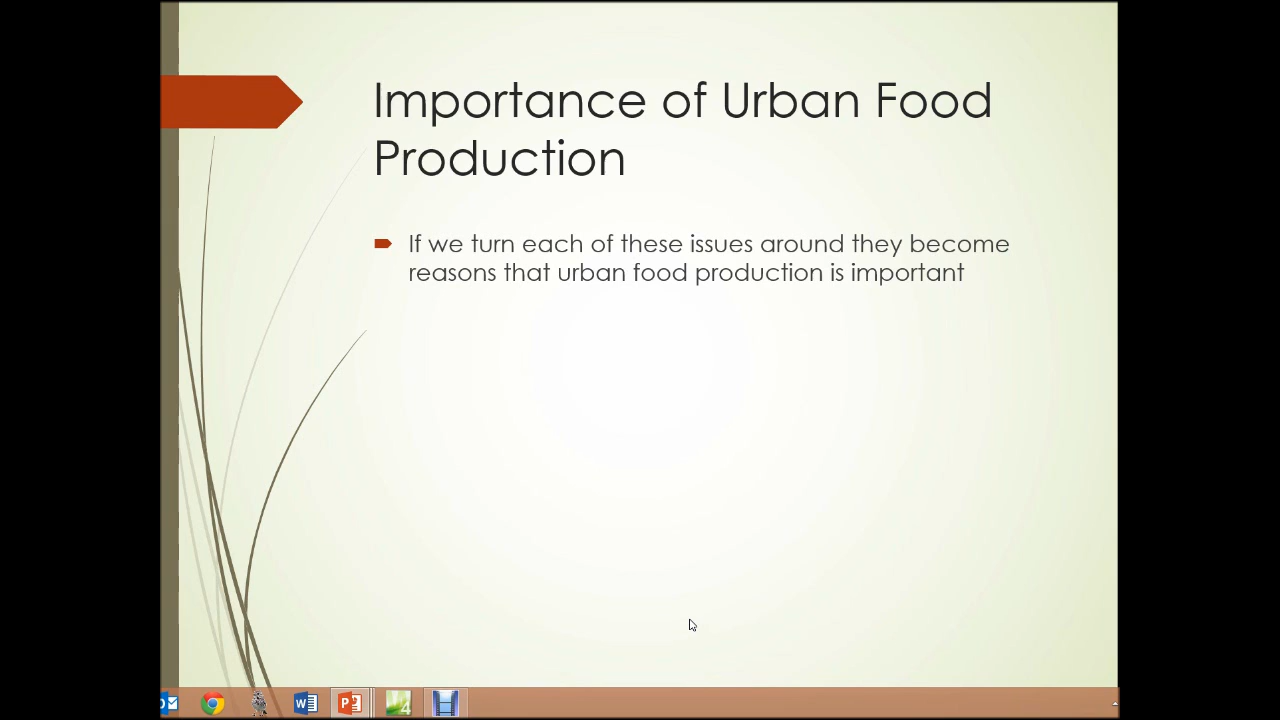 Importance of Urban Food
Production
If we turn each of these issues around they become
reasons that urban food production is important